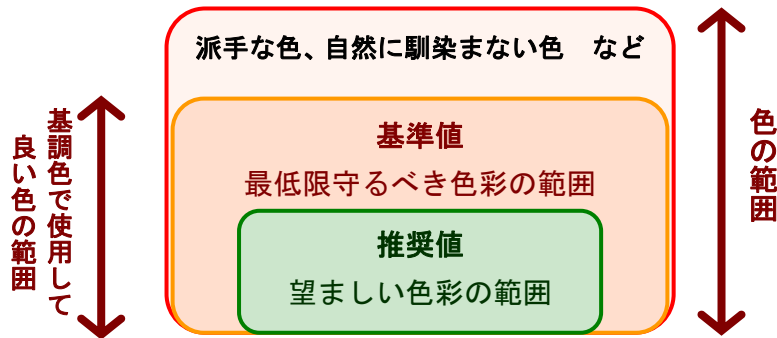 派手な色、自然に馴染まない色　など
基準値
最低限守るべき色彩の範囲
推奨値
望ましい色彩の範囲
基調色で使用して
良い色の範囲
色の範囲